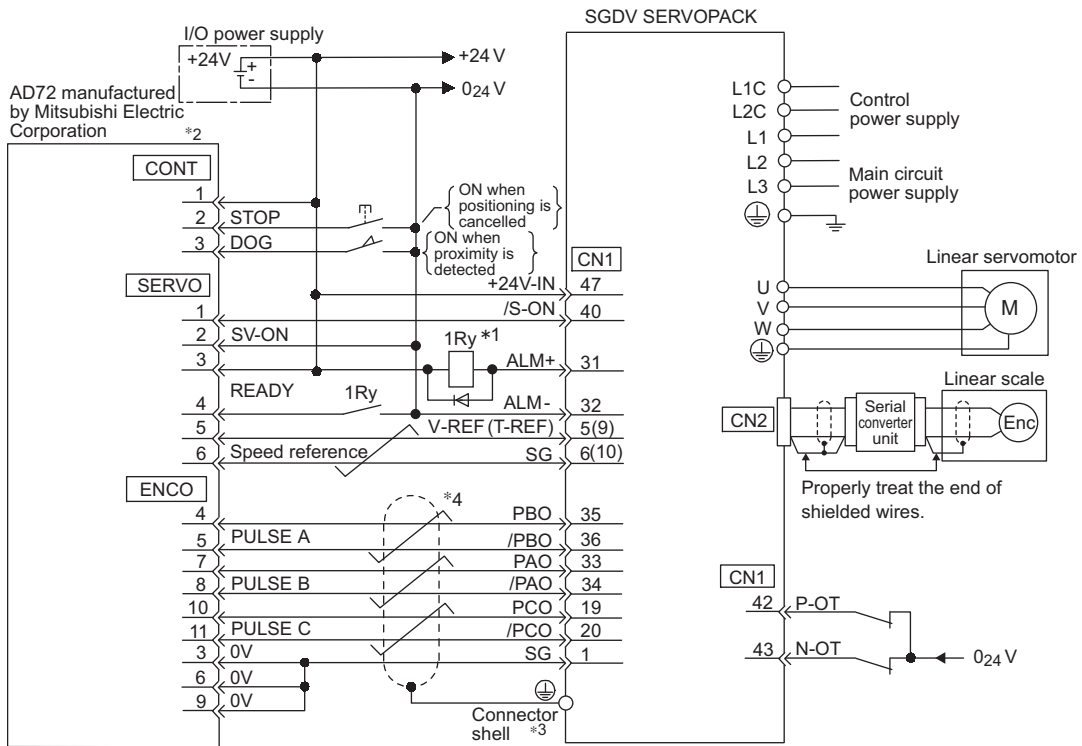 SGDV SERVOPACK
I/O power supply
+24V
+
-
+24 V
024 V
AD72 manufactured
by Mitsubishi Electric
Corporation
*2
CONT
1
2 STOP
3 DOG
ON when
positioning is
cancelled
ON when
proximity is
detected
SERVO
1
2 SV-ON
3
READY
4
5
6 Speed reference
1Ry *1
1Ry
ENCO
4
5 PULSE A
7
8 PULSE B
10
11 PULSE C
3 0V
6 0V
9 0V
*4
CN1
+24V-IN 47
/S-ON 40
ALM+ 31
ALM- 32
V-REF (T-REF) 5(9)
SG 6(10)
PBO 35
/PBO 36
PAO 33
/PAO 34
PCO 19
/PCO 20
SG 1
Connector
shell *3
L1C
L2C
L1
L2
L3
Control
power supply
Main circuit
power supply
Linear servomotor
U
V
W
M
Linear scale
CN2
Serial
converter
unit
Enc
Properly treat the end of
shielded wires.
CN1
42 P-OT
43 N-OT
024 V